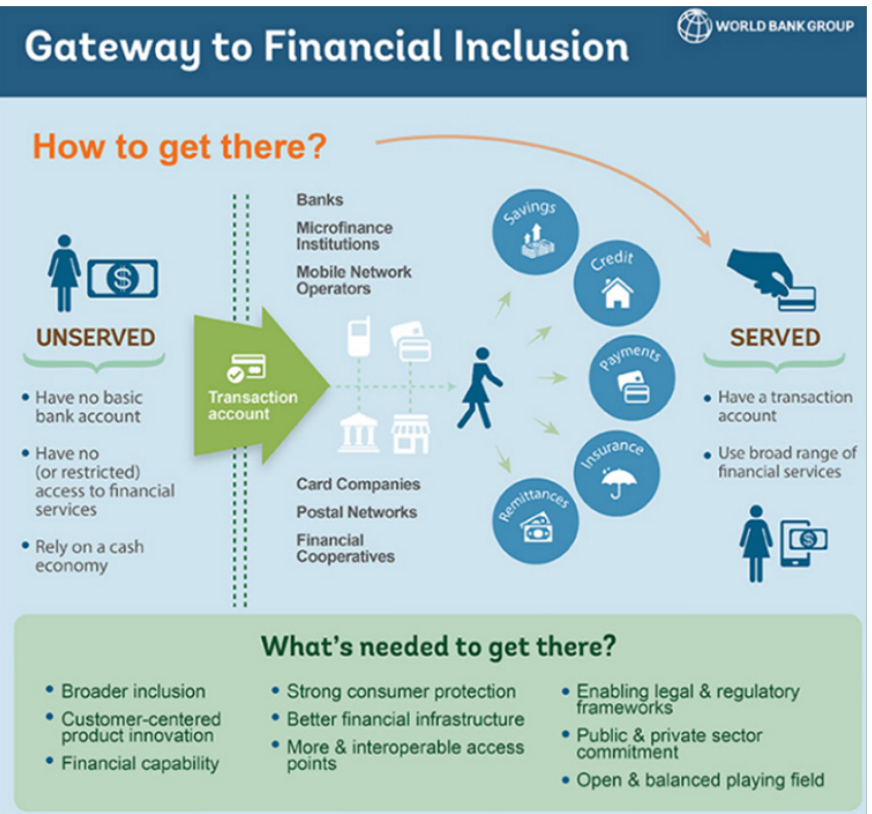 Gateway to Financial Inclusion
WORLD BANK GROUP
How to get there?
UNSERVED
• Have no basic
bank account
• Have no
(or restricted)
access to financial
services
• Rely on a cash
economy
Transaction
account
Banks
Microfinance
Institutions
Mobile Network
Operators
Card Companies
Postal Networks
Financial
Cooperatives
Savings
Credit
Payments
Insurance
Remittances
SERVED
• Have a transaction
account
• Use broad range of
financial services
What's needed to get there?
• Broader inclusion
• Customer-centered
product innovation
• Financial capability
• Strong consumer protection
• Better financial infrastructure
• More & interoperable access
points
• Enabling legal & regulatory
frameworks
• Public & private sector
commitment
• Open & balanced playing field